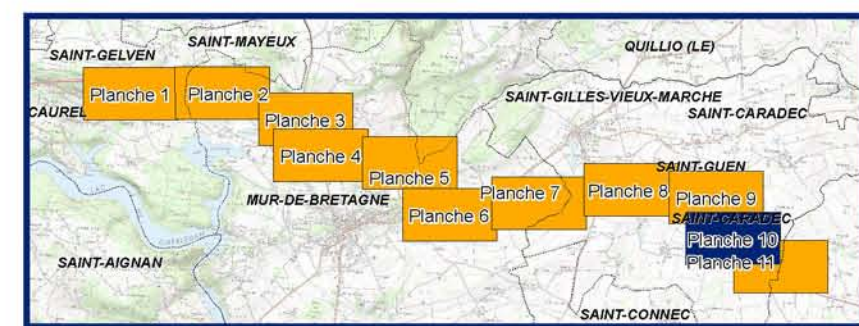 SAINT-GELVEN
SAINT-MAYEUX
QUILLIO (LE)
Planche 1
Planche 2
SAINT-GILLES-VIEUX-MARCHE
CAUREL
Planche 3
SAINT-CARADEC
Planche 4
SAINT-GUEN
Planche 5
Planche 7
Planche 8
Planche 9
MUR-DE-BRETAGNE
Planche 6
SAINT-CARADEC
Planche 10
SAINT-AIGNAN
Planche 11
SAINT-CONNEC